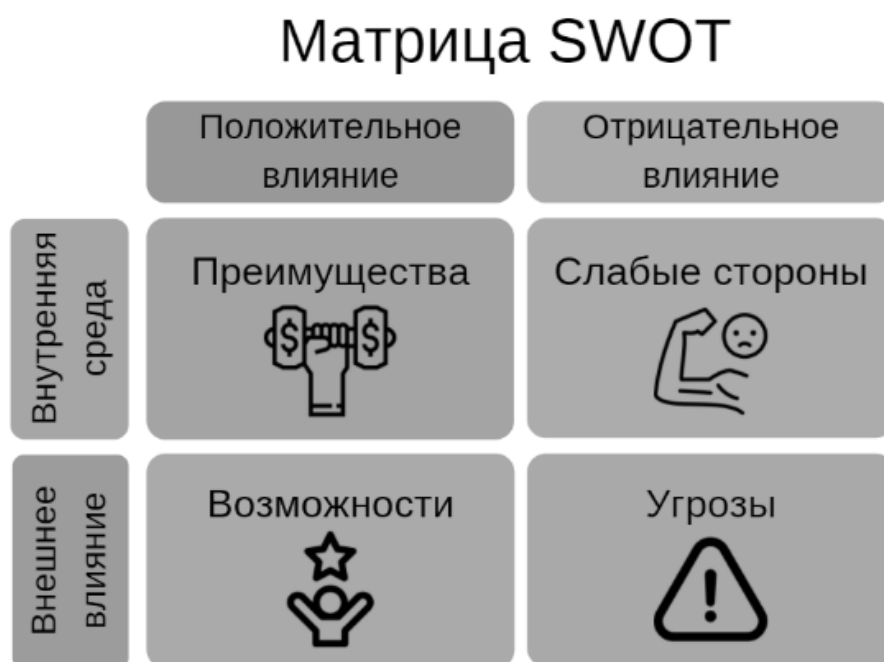 Матрица SWOT
Положительное
влияние
Отрицательное
влияние
Внутренняя
среда
Преимущества
$ $
Слабые стороны
Внешнее
влияние
Возможности
Угрозы
!